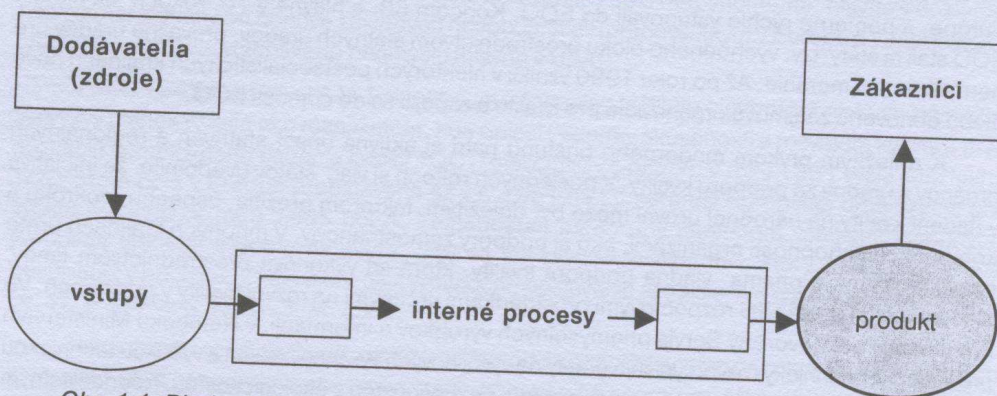 Dodávatelia
(zdroje)
Zákazníci
vstupy
interné procesy
produkt